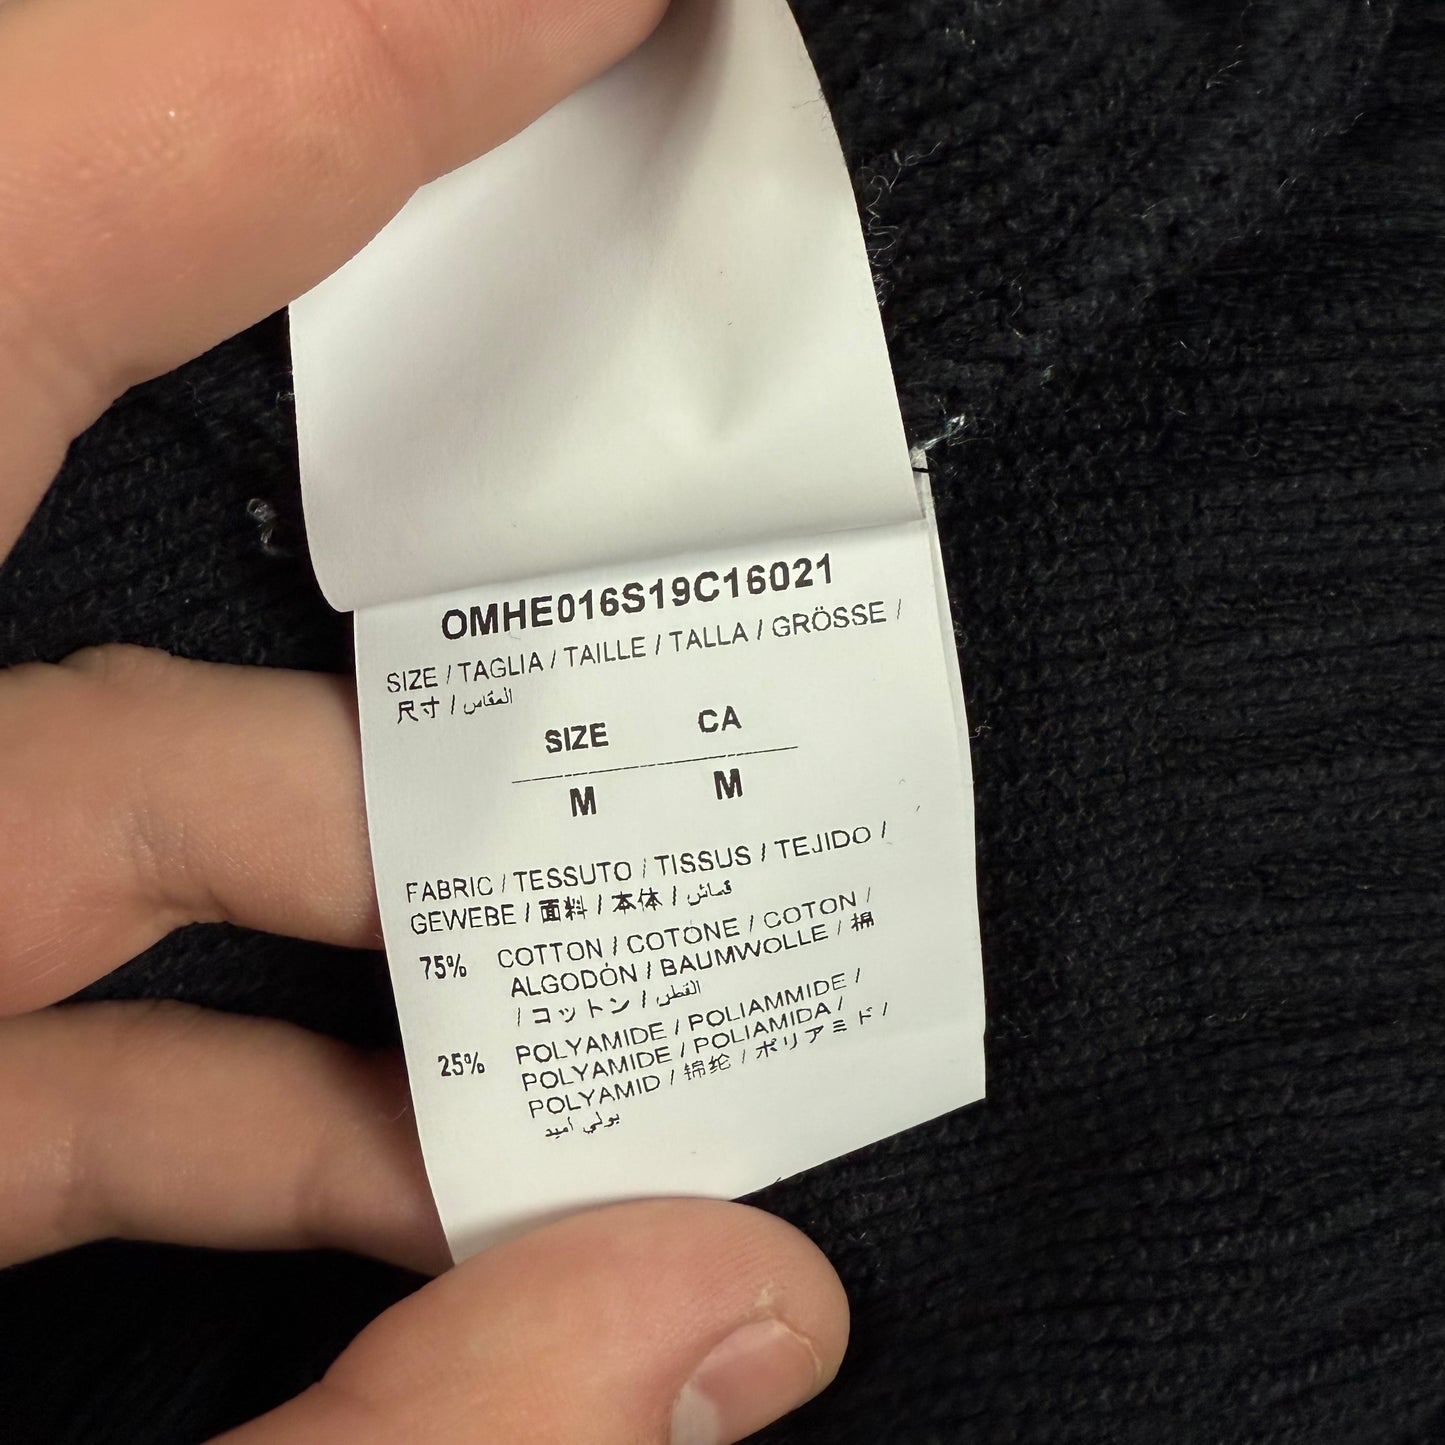 OMHE016S19C16021
SIZE / TAGLIA / TAILLE / TALLA / GRÖSSE /
尺寸 / المقاس
SIZE CA
M M
FABRIC / TESSUTO / TISSUS / TEJIDO /
GEWEBE / 面料 / 本体 / قماش
75% COTTON / COTONE / COTON /
ALGODÓN / BAUMWOLLE / 棉
/ コットン / القطن
25% POLYAMIDE / POLIAMMIDE /
POLYAMIDE / POLIAMIDA /
POLYAMID / 锦纶 / ポリアミド /
بولي اميد